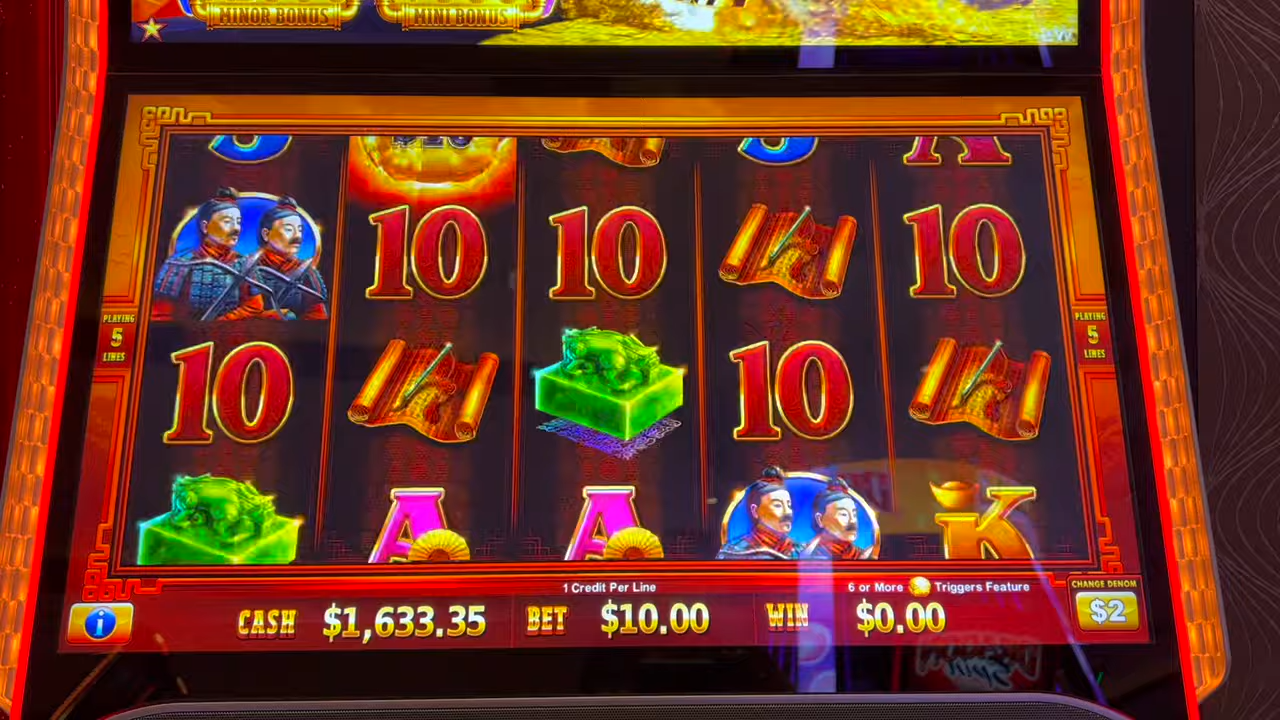 MINOR BONUS MINI BONUS
J J A
10 10 10
PLAYING 5 LINES
PLAYING 5 LINES
10 10
A A K
1 Credit Per Line 6 or More Triggers Feature
CHANGE DENOM
CASH $1,633.35 BET $10.00 WIN $0.00 $2
i